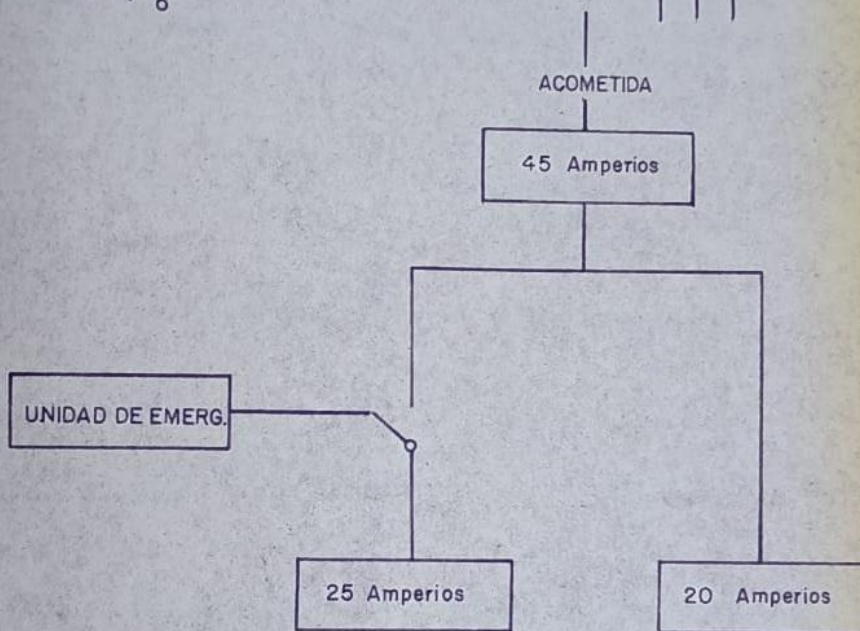 ACOMETIDA
45 Amperios
UNIDAD DE EMERG.
25 Amperios
20 Amperios